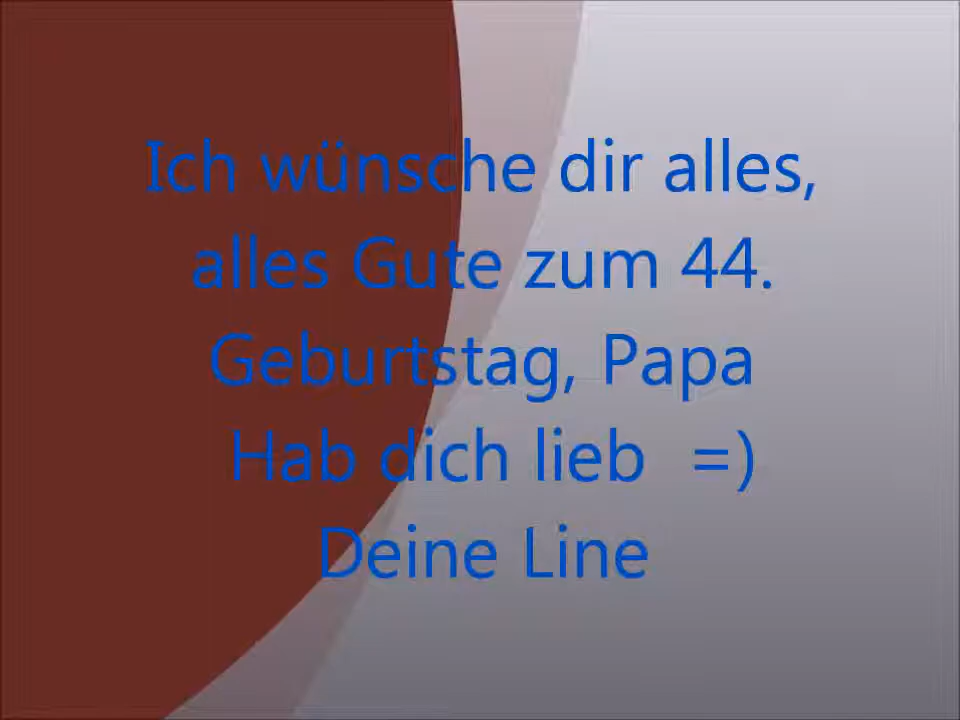 Ich wünsche dir alles,
alles Gute zum 44.
Geburtstag, Papa
Hab dich lieb  =)
Deine Line